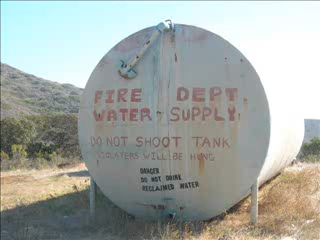 FIRE DEPT.
WATER-SUPPLY
DO NOT SHOOT TANK
VIOLATERS WILL BE HUNG
DANGER
DO NOT DRINK
RECLAIMED WATER